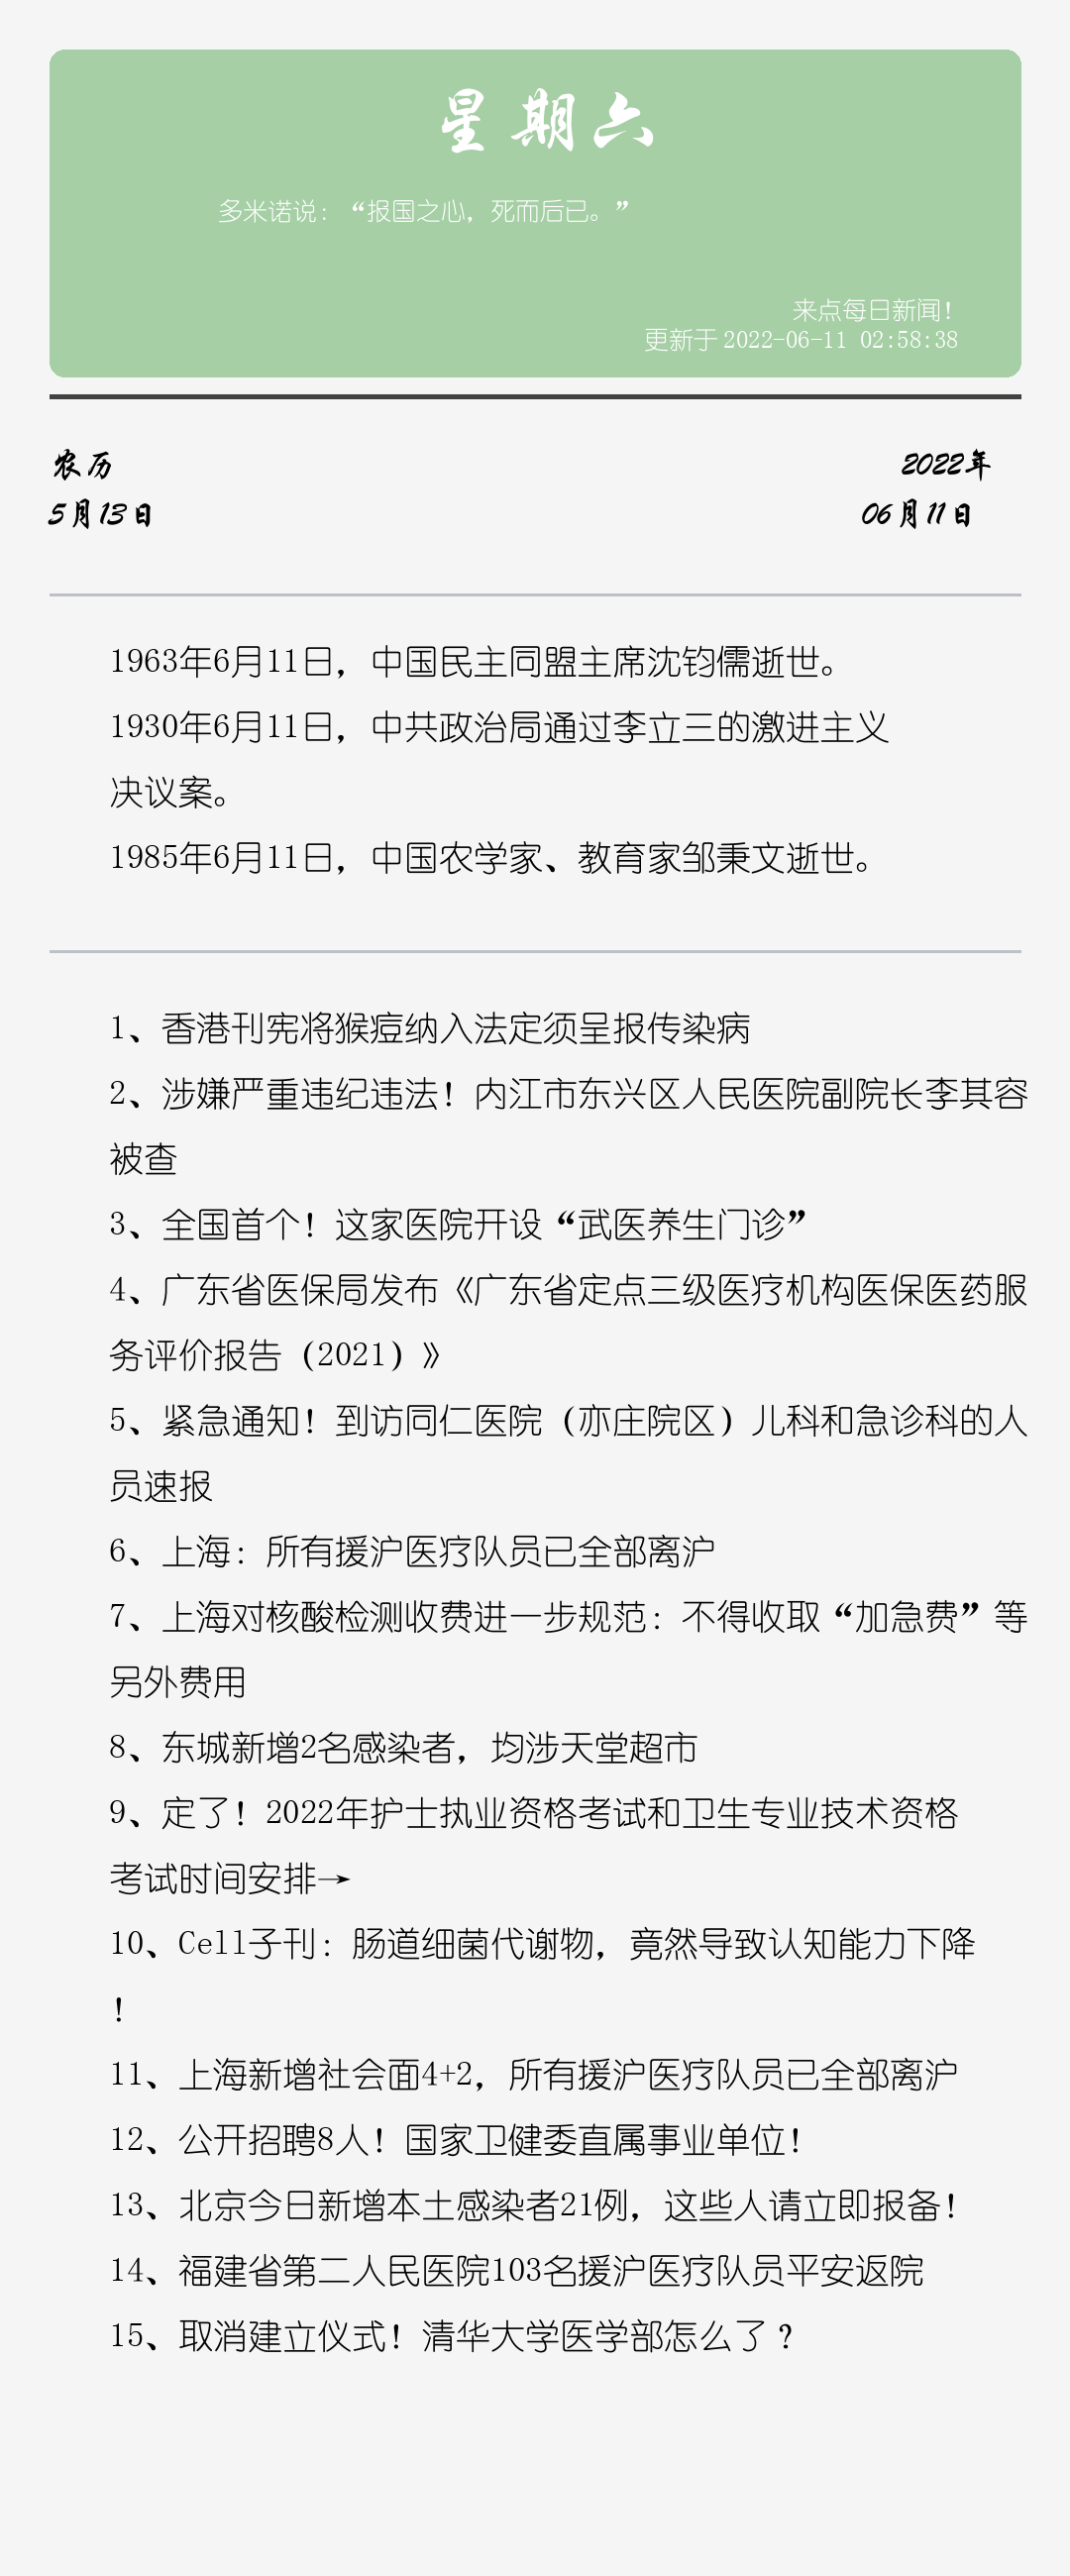 星期六
多米诺说：“报国之心，死而后已。”
来点每日新闻！
更新于 2022-06-11 02:58:38
农历
2022年
5月13日
06月11日
1963年6月11日，中国民主同盟主席沈钧儒逝世。
1930年6月11日，中共政治局通过李立三的激进主义
决议案。
1985年6月11日，中国农学家、教育家邹秉文逝世。
1、香港刊宪将猴痘纳入法定须呈报传染病
2、涉嫌严重违纪违法！内江市东兴区人民医院副院长李其容
被查
3、全国首个！这家医院开设“武医养生门诊”
4、广东省医保局发布《广东省定点三级医疗机构医保医药服
务评价报告（2021）》
5、紧急通知！到访同仁医院（亦庄院区）儿科和急诊科的人
员速报
6、上海：所有援沪医疗队员已全部离沪
7、上海对核酸检测收费进一步规范：不得收取“加急费”等
另外费用
8、东城新增2名感染者，均涉天堂超市
9、定了！2022年护士执业资格考试和卫生专业技术资格
考试时间安排→
10、Cell子刊：肠道细菌代谢物，竟然导致认知能力下降
！
11、上海新增社会面4+2，所有援沪医疗队员已全部离沪
12、公开招聘8人！国家卫健委直属事业单位！
13、北京今日新增本土感染者21例，这些人请立即报备！
14、福建省第二人民医院103名援沪医疗队员平安返院
15、取消建立仪式！清华大学医学部怎么了？